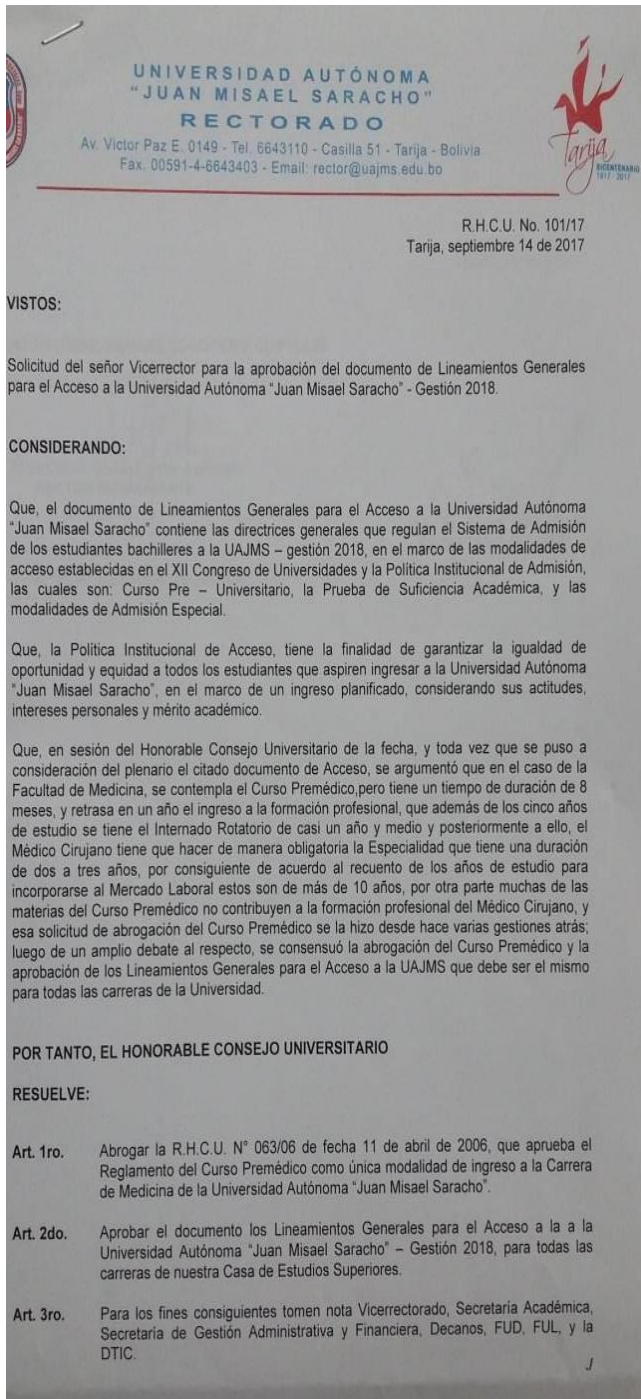 UNIVERSIDAD AUTÓNOMA
"JUAN MISAEL SARACHO"
RECTORADO
Av. Victor Paz E. 0149 - Tel. 6643110 - Casilla 51 - Tarija - Bolivia
Fax. 00591-4-6643403 - Email: rector@uajms.edu.bo
Tarija
BICENTENARIO
1817 - 2017
R.H.C.U. No. 101/17
Tarija, septiembre 14 de 2017
VISTOS:
Solicitud del señor Vicerrector para la aprobación del documento de Lineamientos Generales
para el Acceso a la Universidad Autónoma "Juan Misael Saracho" - Gestión 2018.
CONSIDERANDO:
Que, el documento de Lineamientos Generales para el Acceso a la Universidad Autónoma
"Juan Misael Saracho" contiene las directrices generales que regulan el Sistema de Admisión
de los estudiantes bachilleres a la UAJMS – gestión 2018, en el marco de las modalidades de
acceso establecidas en el XII Congreso de Universidades y la Política Institucional de Admisión,
las cuales son: Curso Pre – Universitario, la Prueba de Suficiencia Académica, y las
modalidades de Admisión Especial.
Que, la Política Institucional de Acceso, tiene la finalidad de garantizar la igualdad de
oportunidad y equidad a todos los estudiantes que aspiren ingresar a la Universidad Autónoma
"Juan Misael Saracho", en el marco de un ingreso planificado, considerando sus actitudes,
intereses personales y mérito académico.
Que, en sesión del Honorable Consejo Universitario de la fecha, y toda vez que se puso a
consideración del plenario el citado documento de Acceso, se argumentó que en el caso de la
Facultad de Medicina, se contempla el Curso Premédico,pero tiene un tiempo de duración de 8
meses, y retrasa en un año el ingreso a la formación profesional, que además de los cinco años
de estudio se tiene el Internado Rotatorio de casi un año y medio y posteriormente a ello, el
Médico Cirujano tiene que hacer de manera obligatoria la Especialidad que tiene una duración
de dos a tres años, por consiguiente de acuerdo al recuento de los años de estudio para
incorporarse al Mercado Laboral estos son de más de 10 años, por otra parte muchas de las
materias del Curso Premédico no contribuyen a la formación profesional del Médico Cirujano, y
esa solicitud de abrogación del Curso Premédico se la hizo desde hace varias gestiones atrás;
luego de un amplio debate al respecto, se consensuó la abrogación del Curso Premédico y la
aprobación de los Lineamientos Generales para el Acceso a la UAJMS que debe ser el mismo
para todas las carreras de la Universidad.
POR TANTO, EL HONORABLE CONSEJO UNIVERSITARIO
RESUELVE:
Art. 1ro. Abrogar la R.H.C.U. N° 063/06 de fecha 11 de abril de 2006, que aprueba el
Reglamento del Curso Premédico como única modalidad de ingreso a la Carrera
de Medicina de la Universidad Autónoma "Juan Misael Saracho".
Art. 2do. Aprobar el documento los Lineamientos Generales para el Acceso a la a la
Universidad Autónoma "Juan Misael Saracho" – Gestión 2018, para todas las
carreras de nuestra Casa de Estudios Superiores.
Art. 3ro. Para los fines consiguientes tomen nota Vicerrectorado, Secretaría Académica,
Secretaría de Gestión Administrativa y Financiera, Decanos, FUD, FUL, y la
DTIC.